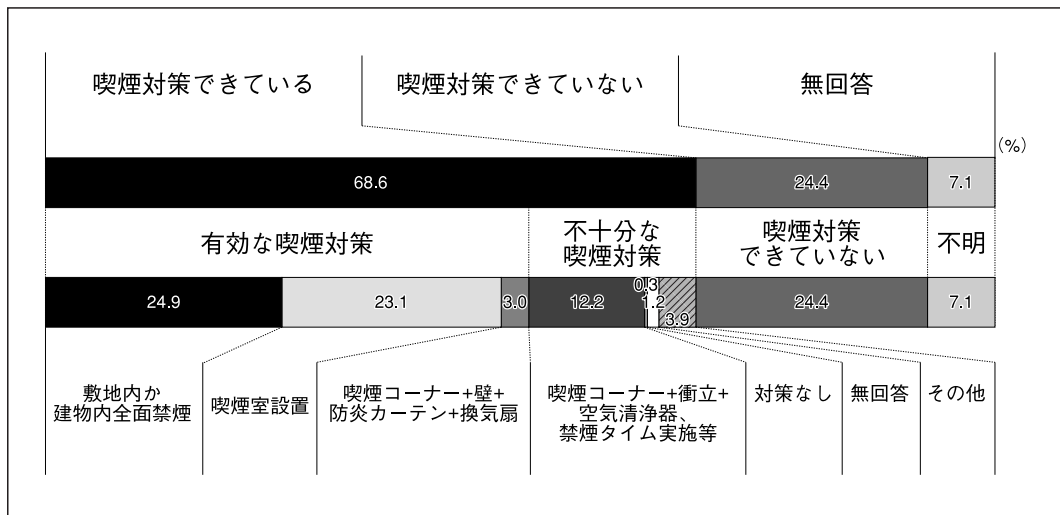 喫煙対策できている
喫煙対策できていない
無回答
(%)
68.6
24.4
7.1
有効な喫煙対策
不十分な
喫煙対策
喫煙対策
できていない
不明
24.9
23.1
3.0
12.2
0.3
1.2
3.9
24.4
7.1
敷地内か
建物内全面禁煙
喫煙室設置
喫煙コーナー+壁+
防炎カーテン+換気扇
喫煙コーナー+衝立+
空気清浄器、
禁煙タイム実施等
対策なし
無回答
その他